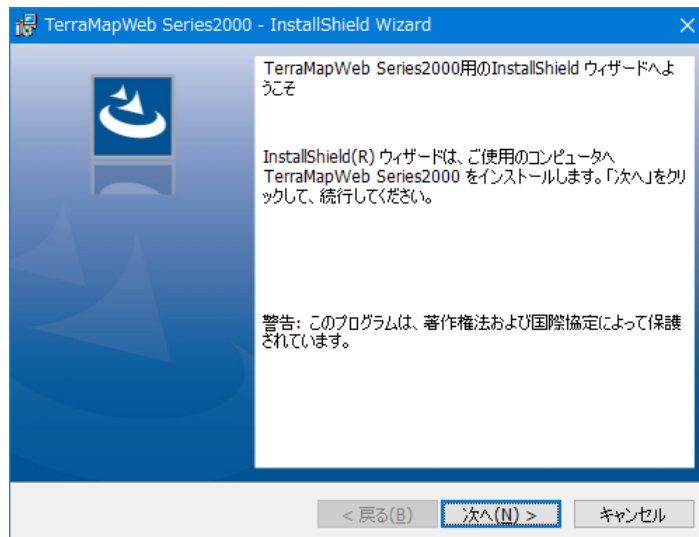 TerraMapWeb Series2000 - InstallShield Wizard
TerraMapWeb Series2000用のInstallShield ウィザードへよ
うこそ
InstallShield(R) ウィザードは、ご使用のコンピュータへ
TerraMapWeb Series2000 をインストールします。「次へ」をクリ
ックして、続行してください。
警告: このプログラムは、著作権法および国際協定によって保護
されています。
< 戻る(B)
次へ(N) >
キャンセル